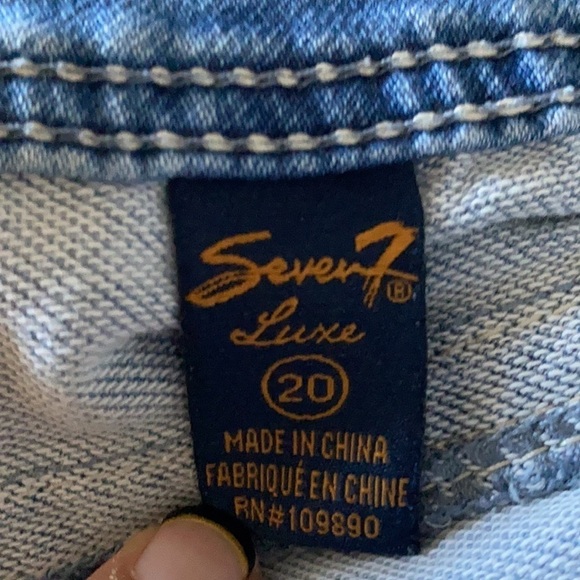 Seven7®
Luxe
20
MADE IN CHINA
FABRIQUÉ EN CHINE
RN#109890